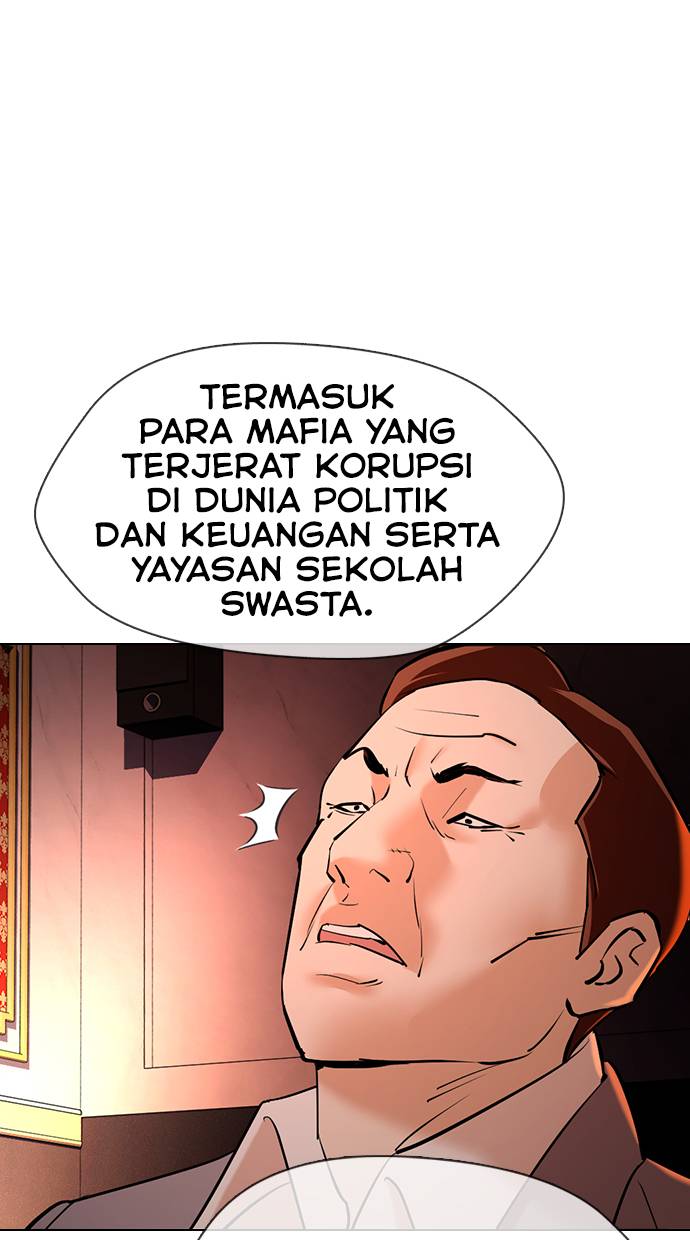 TERMASUK
PARA MAFIA YANG
TERJERAT KORUPSI
DI DUNIA POLITIK
DAN KEUANGAN SERTA
YAYASAN SEKOLAH
SWASTA.